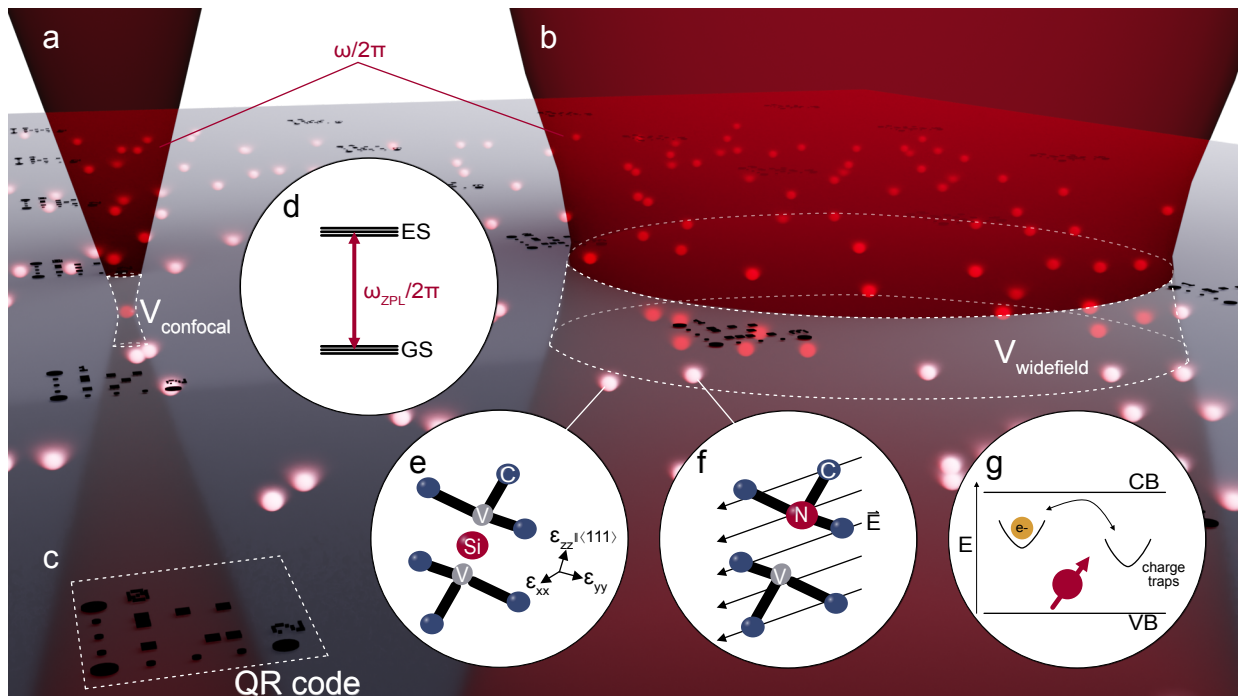 a
ω/2π
b
d
ES
ω_ZPL/2π
GS
V_confocal
V_widefield
e
C
V
Si
V
ε_zz ∥⟨111⟩
ε_xx
ε_yy
f
C
N
E⃗
V
g
CB
e-
E
charge
traps
VB
c
QR code